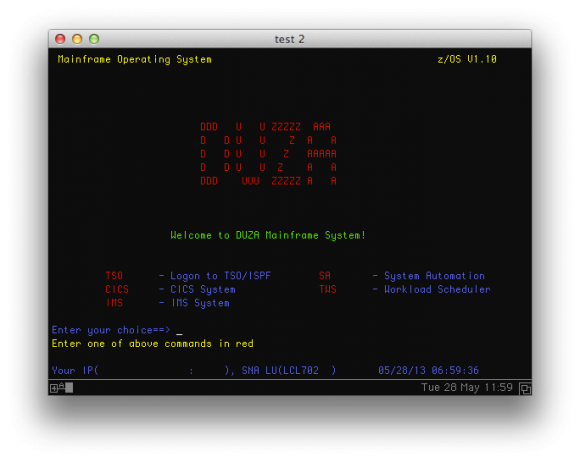 test 2
Mainframe Operating System z/OS V1.10
DDD U U ZZZZZ AAA
D D U U Z A A
D D U U Z AAAAA
D D U U Z A A
DDD UUU ZZZZZ A A
Welcome to DUZA Mainframe System!
TSO - Logon to TSO/ISPF SA - System Automation
CICS - CICS System TWS - Workload Scheduler
IMS - IMS System
Enter your choice==> _
Enter one of above commands in red
Your IP( : ), SNA LU(LCL702 ) 05/28/13 06:59:36
Tue 28 May 11:59